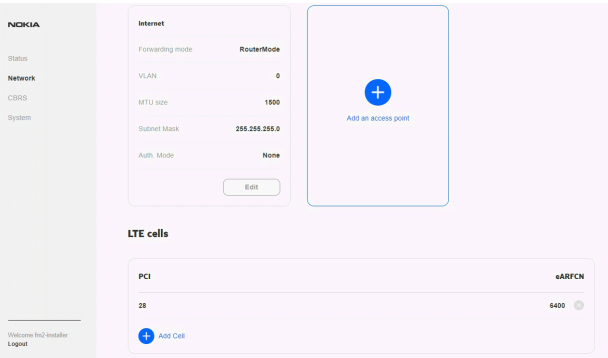 NOKIA
Status
Network
CBRS
System
Welcome fm2-installer
Logout
Internet
Forwarding mode RouterMode
VLAN 0
MTU size 1500
Subnet Mask 255.255.255.0
Auth. Mode None
Edit
Add an access point
LTE cells
PCI eARFCN
28 6400
Add Cell